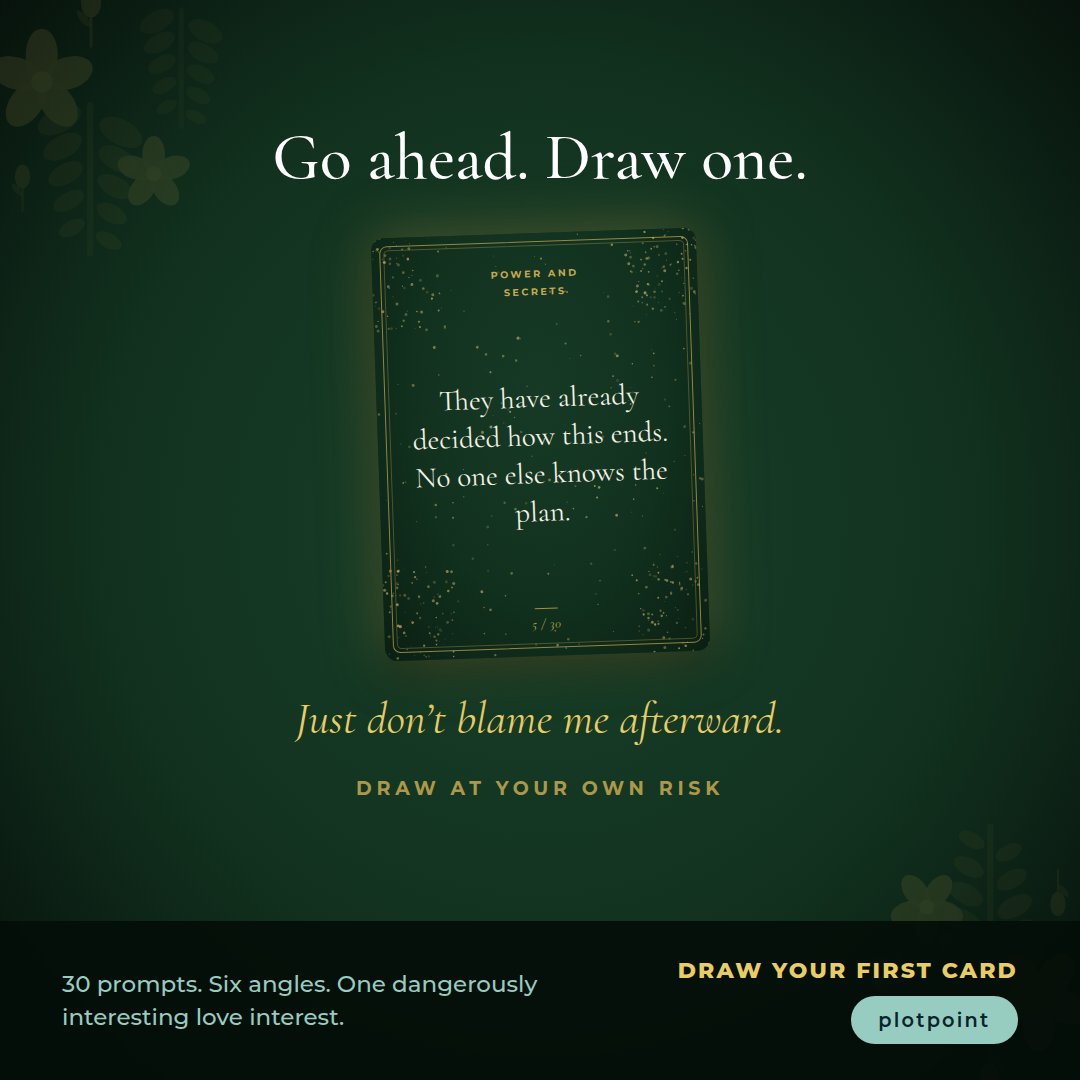 Go ahead. Draw one.
POWER AND
SECRETS
They have already
decided how this ends.
No one else knows the
plan.
5 / 30
Just don't blame me afterward.
DRAW AT YOUR OWN RISK
30 prompts. Six angles. One dangerously
interesting love interest.
DRAW YOUR FIRST CARD
plotpoint